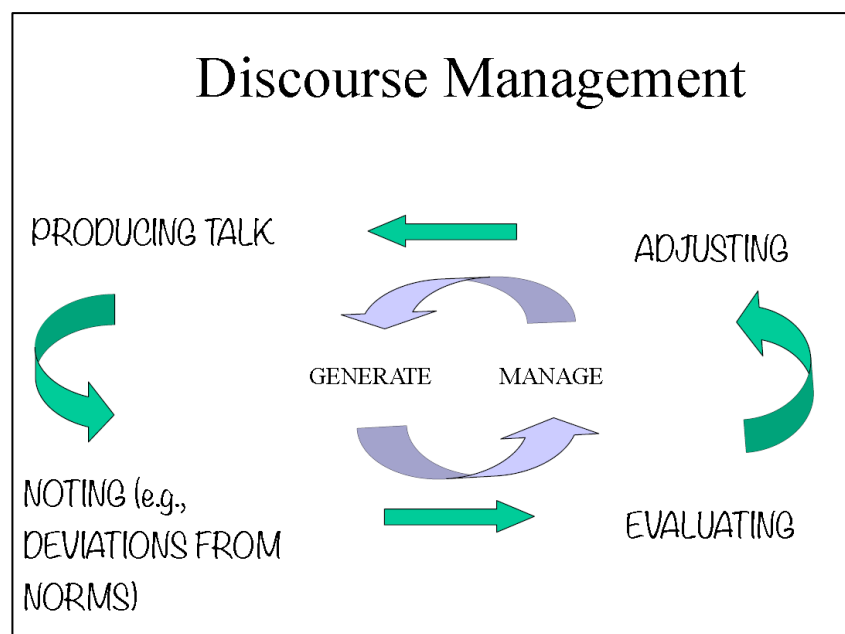 Discourse Management
PRODUCING TALK
ADJUSTING
GENERATE
MANAGE
NOTING (e.g.,
DEVIATIONS FROM
NORMS)
EVALUATING